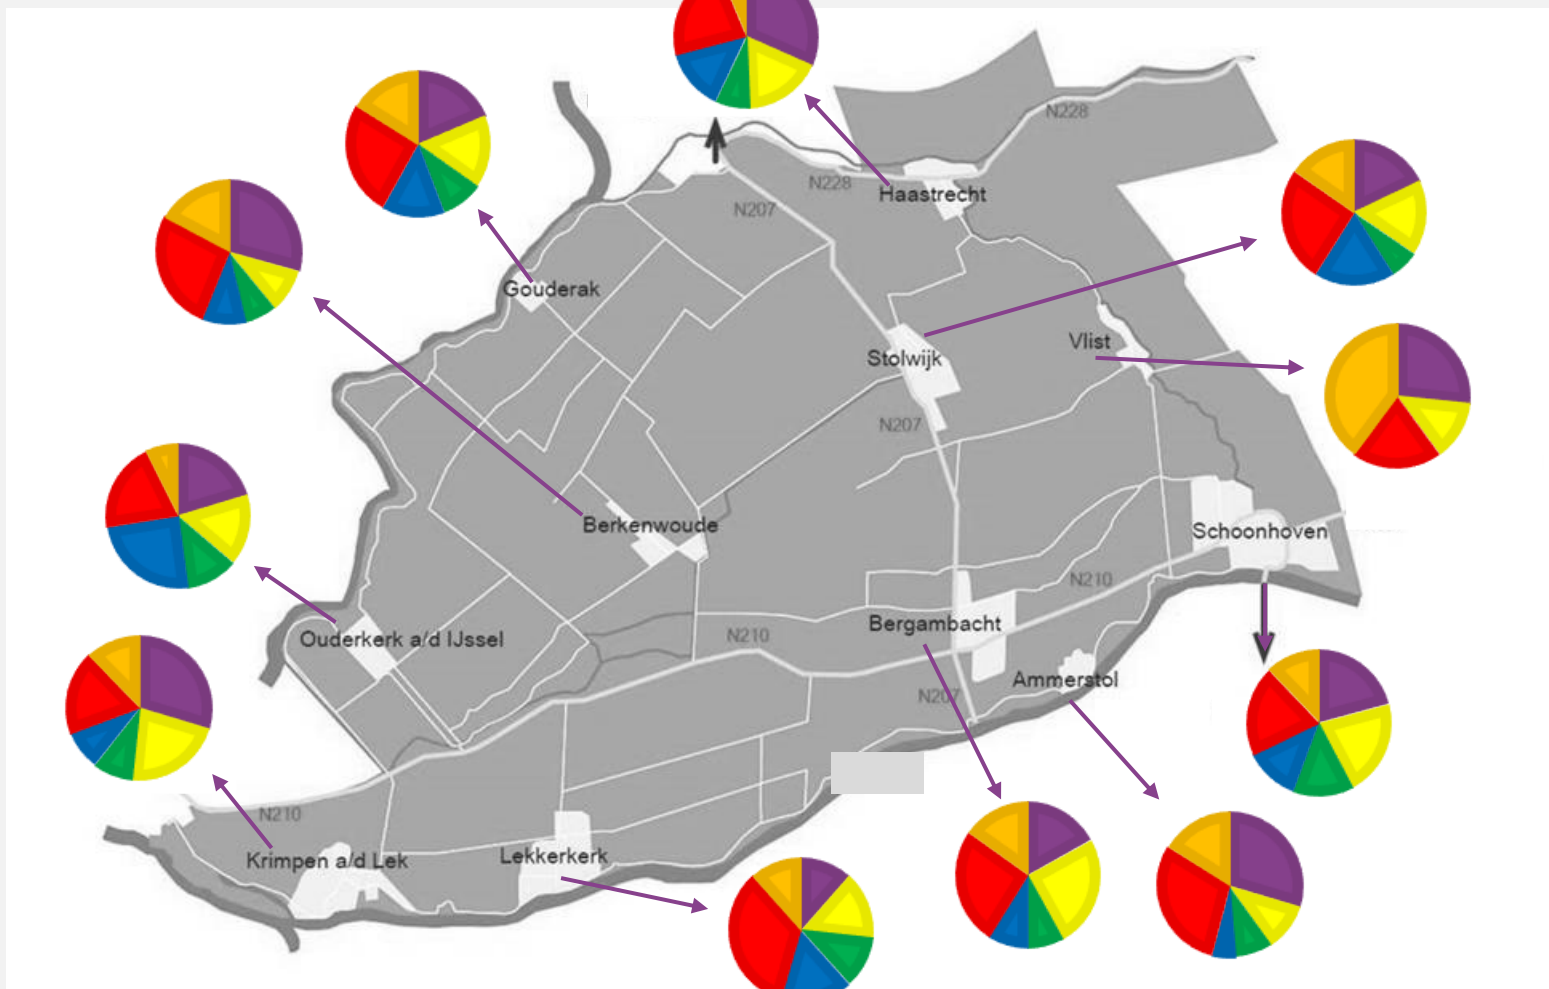 N228
N228
Haastrecht
N207
Gouderak
Vlist
Stolwijk
N207
Berkenwoude
Schoonhoven
N210
Bergambacht
N210
Ouderkerk a/d IJssel
Ammerstol
N207
N210
Lekkerkerk
Krimpen a/d Lek